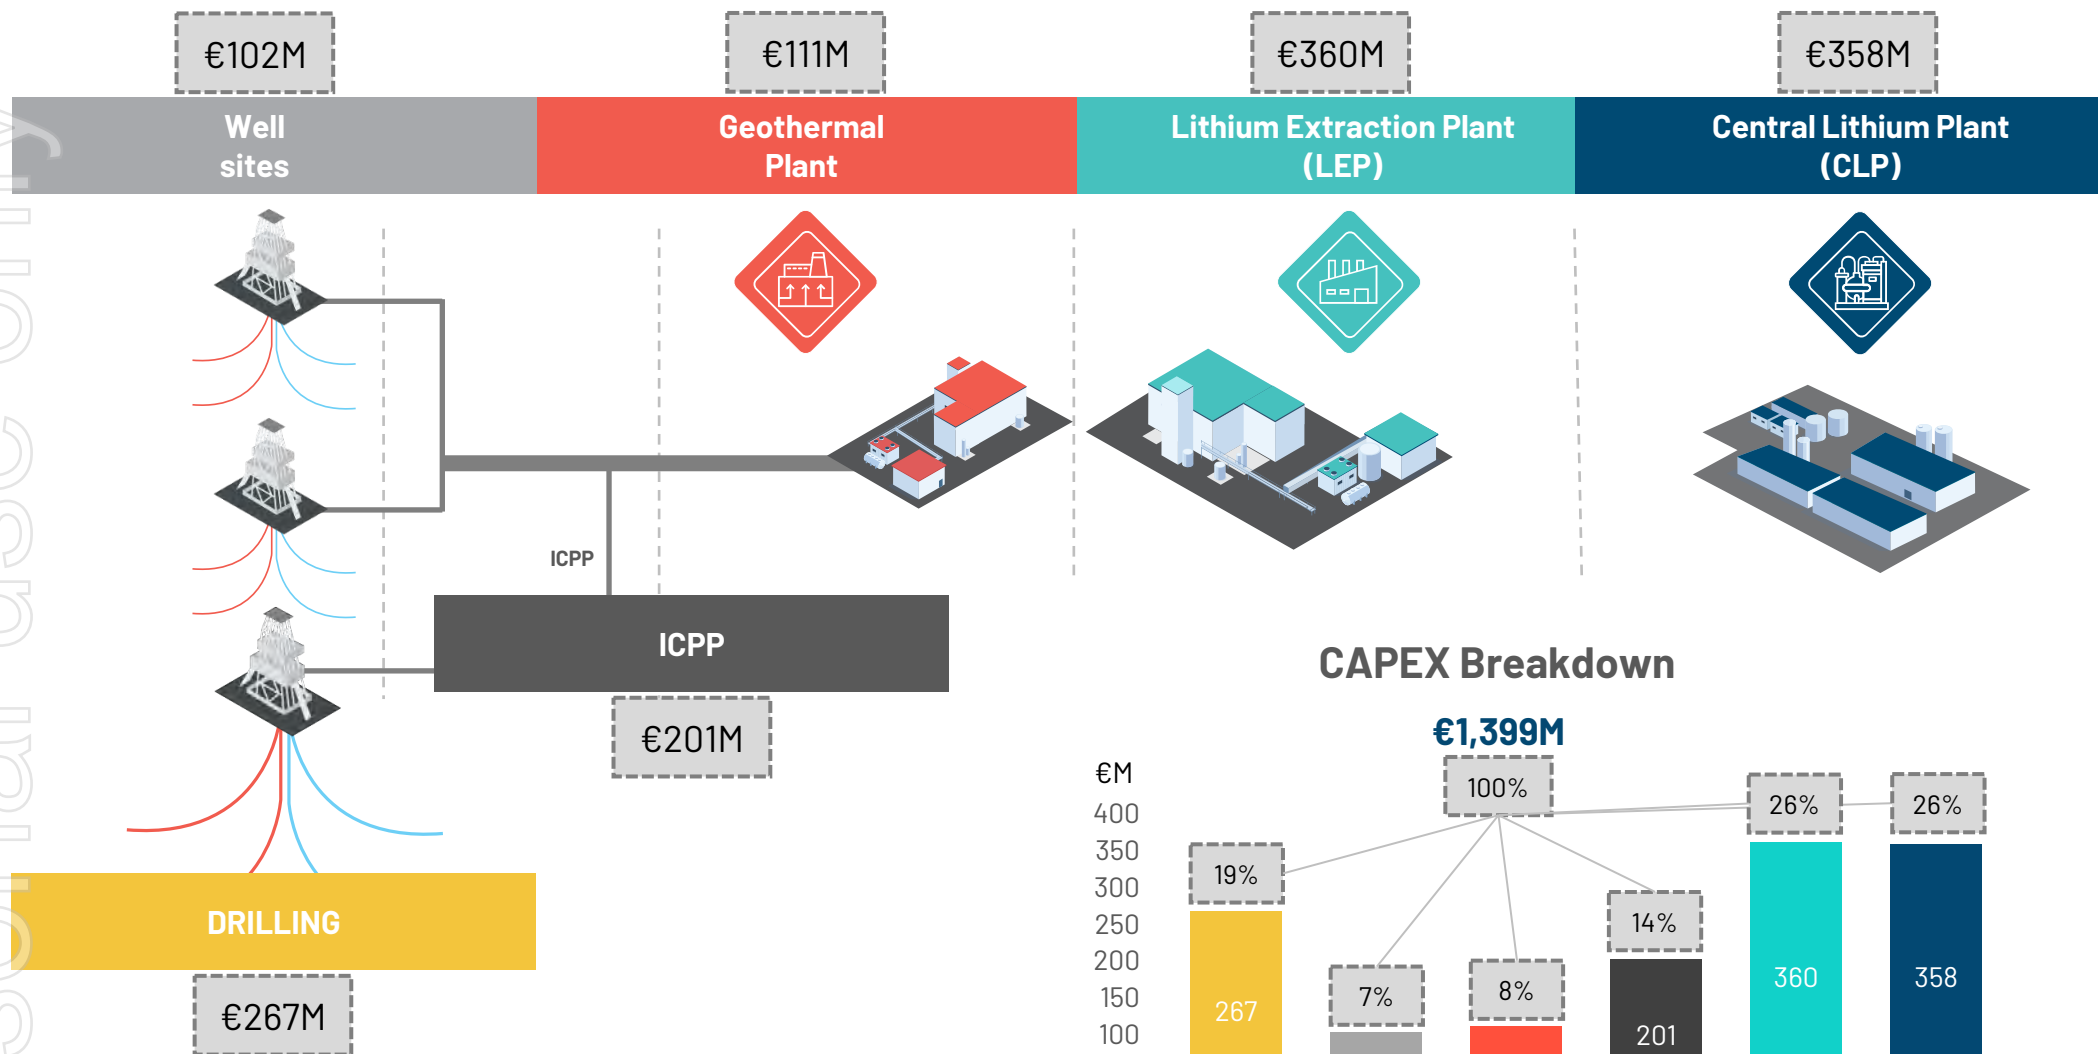 €102M
€111M
€360M
€358M
Well
sites
Geothermal
Plant
Lithium Extraction Plant
(LEP)
Central Lithium Plant
(CLP)
ICPP
ICPP
€201M
DRILLING
€267M
CAPEX Breakdown
€1,399M
€M
100%
26%
26%
400
350
19%
300
14%
250
200
7%
8%
150
100
267
201
360
358